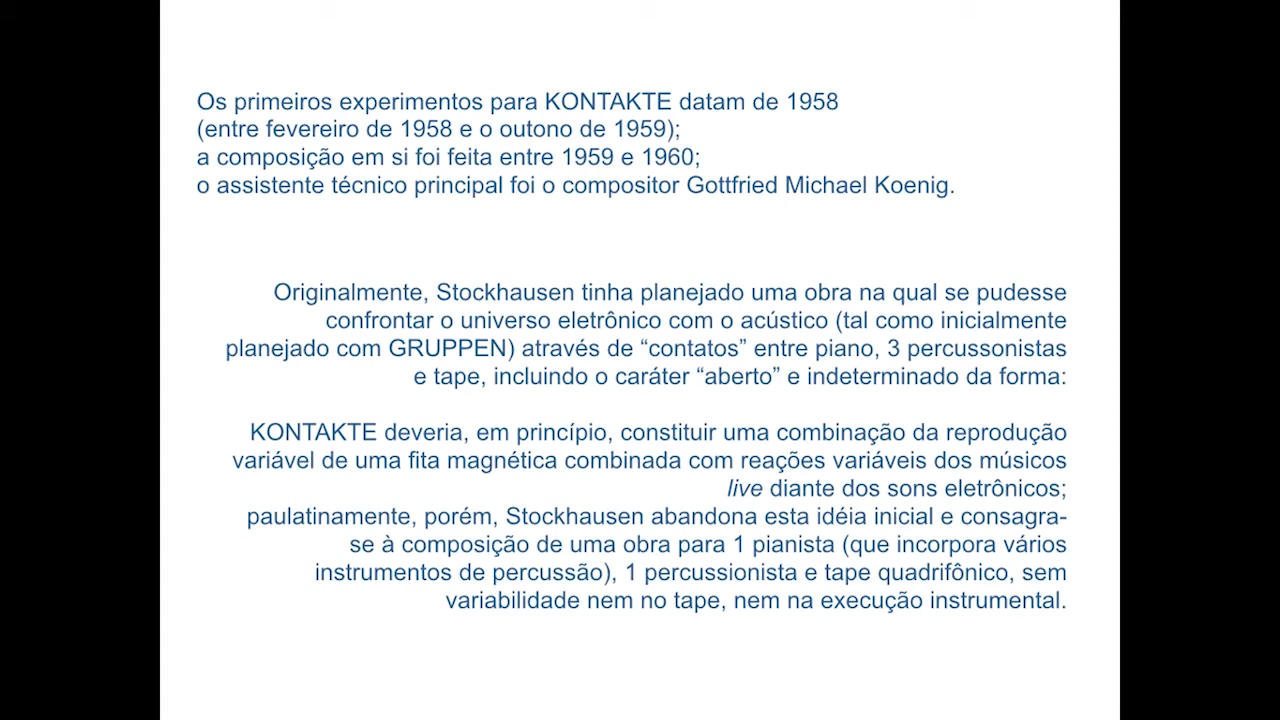 Os primeiros experimentos para KONTAKTE datam de 1958
(entre fevereiro de 1958 e o outono de 1959);
a composição em si foi feita entre 1959 e 1960;
o assistente técnico principal foi o compositor Gottfried Michael Koenig.
Originalmente, Stockhausen tinha planejado uma obra na qual se pudesse
confrontar o universo eletrônico com o acústico (tal como inicialmente
planejado com GRUPPEN) através de “contatos” entre piano, 3 percussonistas
e tape, incluindo o caráter “aberto” e indeterminado da forma:
KONTAKTE deveria, em princípio, constituir uma combinação da reprodução
variável de uma fita magnética combinada com reações variáveis dos músicos
live diante dos sons eletrônicos;
paulatinamente, porém, Stockhausen abandona esta idéia inicial e consagra-
se à composição de uma obra para 1 pianista (que incorpora vários
instrumentos de percussão), 1 percussionista e tape quadrifônico, sem
variabilidade nem no tape, nem na execução instrumental.